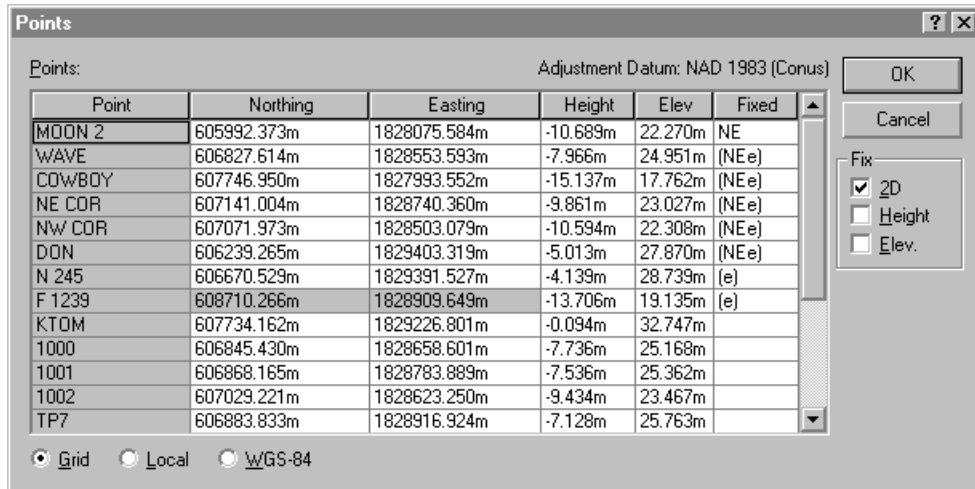 Points
Points: Adjustment Datum: NAD 1983 (Conus)
OK
Cancel
Point Northing Easting Height Elev Fixed
MOON 2 605992.373m 1828075.584m -10.689m 22.270m NE
WAVE 606827.614m 1828553.593m -7.966m 24.951m (NEe)
COWBOY 607746.950m 1827993.552m -15.137m 17.762m (NEe)
NE COR 607141.004m 1828740.360m -9.861m 23.027m (NEe)
NW COR 607071.973m 1828503.079m -10.594m 22.308m (NEe)
DON 606239.265m 1829403.319m -5.013m 27.870m (NEe)
N 245 606670.529m 1829391.527m -4.139m 28.739m (e)
F 1239 608710.266m 1828909.649m -13.706m 19.135m (e)
KTOM 607734.162m 1829226.801m -0.094m 32.747m
1000 606845.430m 1828658.601m -7.736m 25.168m
1001 606868.165m 1828783.889m -7.536m 25.362m
1002 607029.221m 1828623.250m -9.434m 23.467m
TP7 606883.833m 1828916.924m -7.128m 25.763m
Fix
2D
Height
Elev.
Grid Local WGS-84